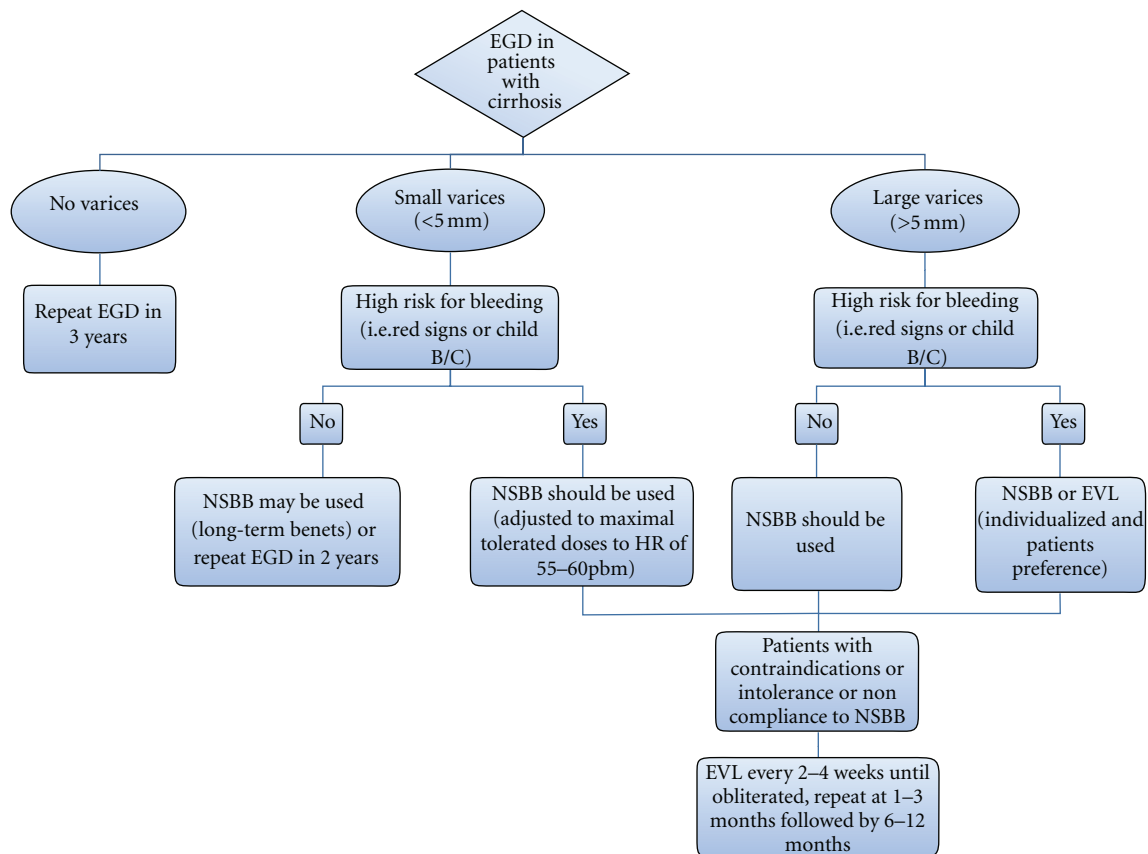 EGD in
patients
with
cirrhosis
No varices
Small varices
(<5 mm)
Large varices
(>5 mm)
Repeat EGD in
3 years
High risk for bleeding
(i.e.red signs or child
B/C)
High risk for bleeding
(i.e.red signs or child
B/C)
No
Yes
No
Yes
NSBB may be used
(long-term benets) or
repeat EGD in 2 years
NSBB should be used
(adjusted to maximal
tolerated doses to HR of
55–60pbm)
NSBB should be
used
NSBB or EVL
(individualized and
patients
preference)
Patients with
contraindications or
intolerance or non
compliance to NSBB
EVL every 2–4 weeks until
obliterated, repeat at 1–3
months followed by 6–12
months